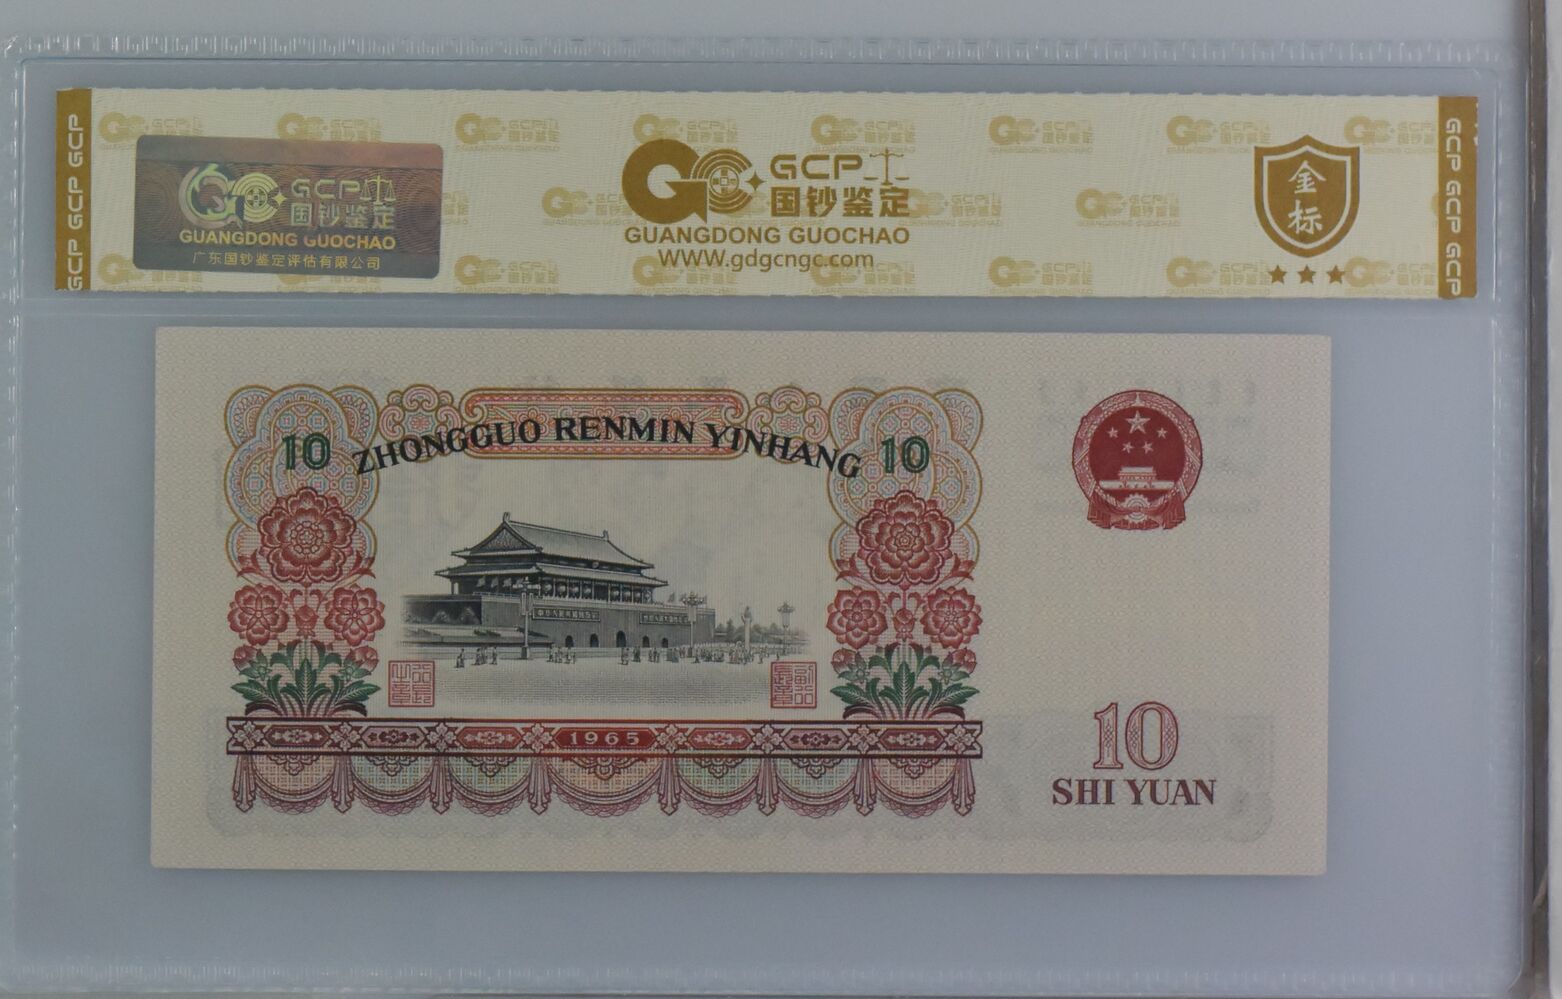 GCP GCP GCP
GCP
国钞鉴定
GUANGDONG GUOCHAO
广东国钞鉴定评估有限公司
GCP
国钞鉴定
GUANGDONG GUOCHAO
WWW.gdgcngc.com
金标
GCP GCP GCP
10 ZHONGGUO RENMIN YINHANG 10
1965
10
SHI YUAN